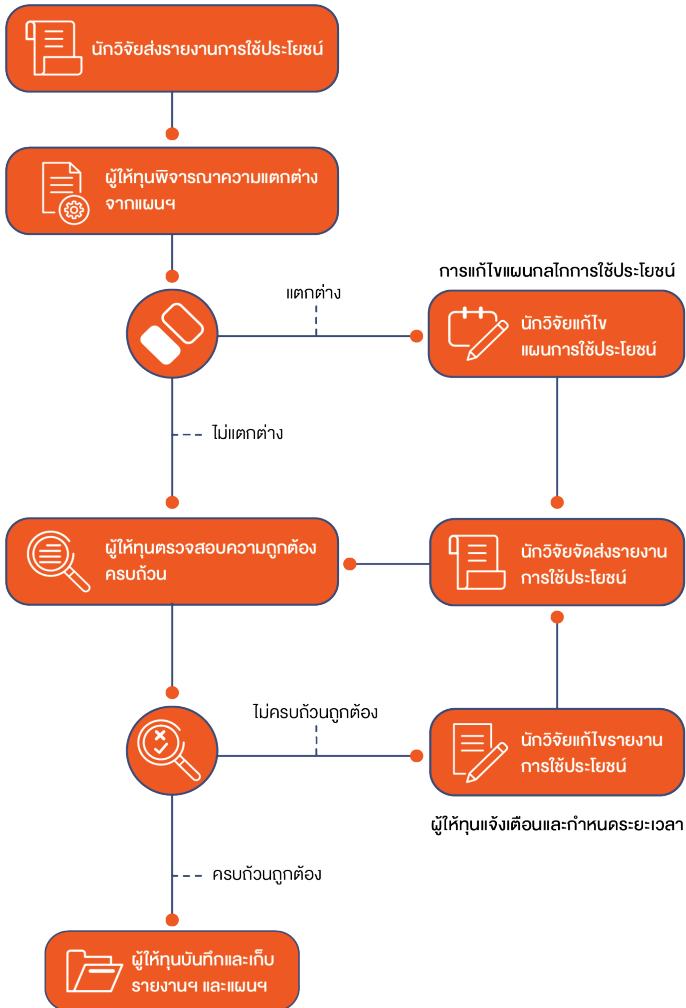 นักวิจัยส่งรายงานการใช้ประโยชน์
ผู้ให้ทุนพิจารณาความแตกต่าง
จากแผนฯ
แตกต่าง
การแก้ไขแผนกลไกการใช้ประโยชน์
นักวิจัยแก้ไข
แผนการใช้ประโยชน์
ไม่แตกต่าง
ผู้ให้ทุนตรวจสอบความถูกต้อง
ครบถ้วน
นักวิจัยจัดส่งรายงาน
การใช้ประโยชน์
ไม่ครบถ้วนถูกต้อง
นักวิจัยแก้ไขรายงาน
การใช้ประโยชน์
ผู้ให้ทุนแจ้งเตือนและกำหนดระยะเวลา
ครบถ้วนถูกต้อง
ผู้ให้ทุนบันทึกและเก็บ
รายงานฯ และแผนฯ